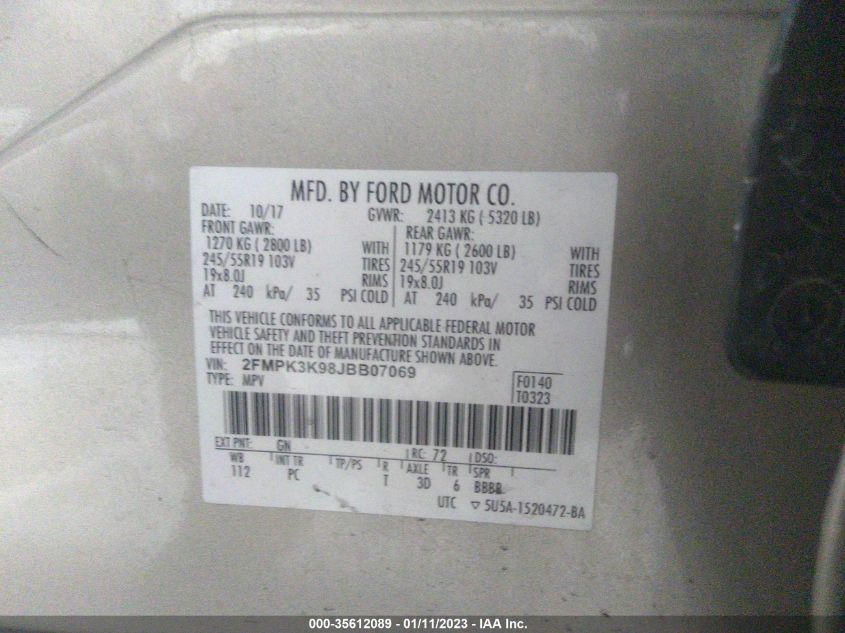 MFD. BY FORD MOTOR CO.
DATE: 10/17 GVWR: 2413 KG ( 5320 LB)
FRONT GAWR: REAR GAWR:
1270 KG ( 2800 LB) WITH 1179 KG ( 2600 LB) WITH
245/55R19 103V TIRES 245/55R19 103V TIRES
19x8.0J RIMS 19x8.0J RIMS
AT 240 kPa/ 35 PSI COLD AT 240 kPa/ 35 PSI COLD
THIS VEHICLE CONFORMS TO ALL APPLICABLE FEDERAL MOTOR
VEHICLE SAFETY AND THEFT PREVENTION STANDARDS IN
EFFECT ON THE DATE OF MANUFACTURE SHOWN ABOVE.
VIN: 2FMPK3K98JBB07069
TYPE: MPV
F0140
T0323
EXT PNT: GN RC: 72 DSO:
WB INT TR TP/PS R AXLE TR SPR
112 PC T 3D 6 BBBB
UTC ▽ 5U5A-1520472-BA
000-35612089 - 01/11/2023 - IAA Inc.